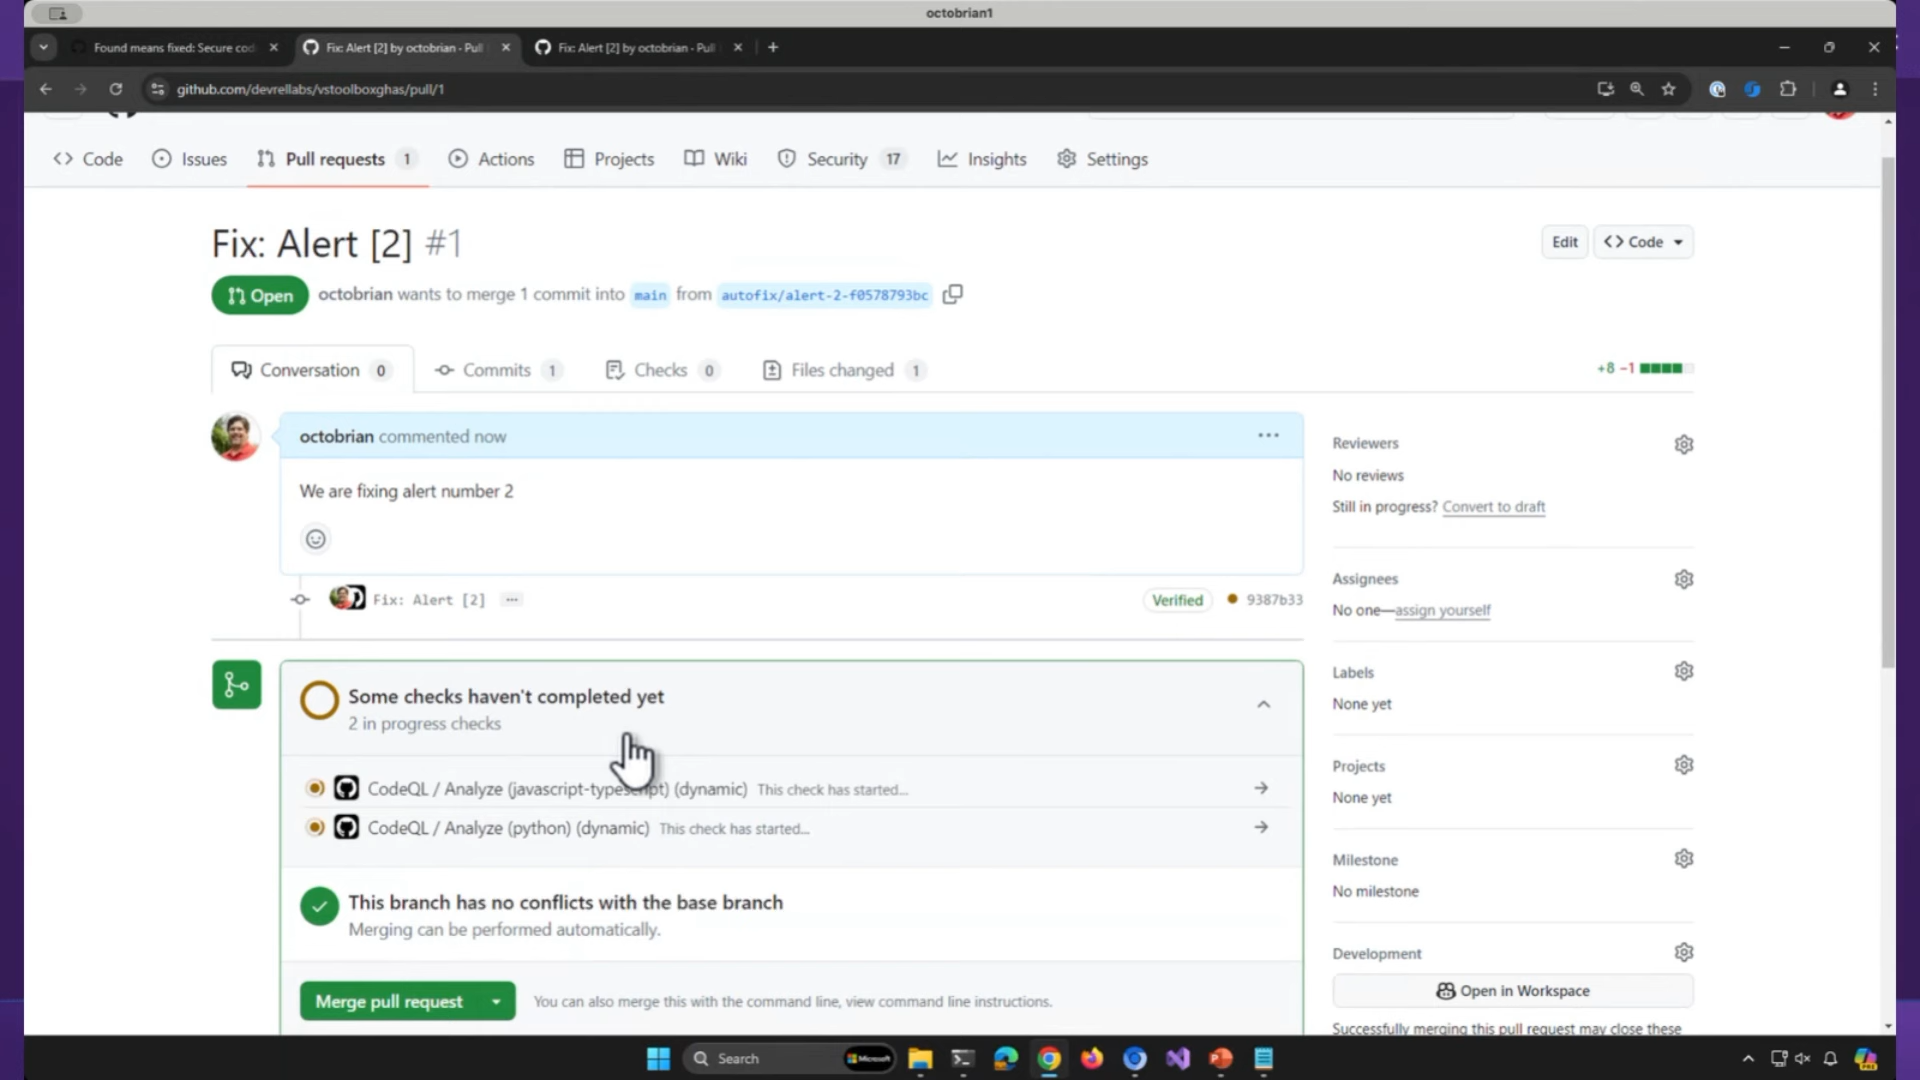 octobrian1
Found means fixed: Secure cod
Fix: Alert [2] by octobrian · Pull
Fix: Alert [2] by octobrian · Pull
github.com/devrellabs/vstoolboxghas/pull/1
Code
Issues
Pull requests 1
Actions
Projects
Wiki
Security 17
Insights
Settings
Fix: Alert [2] #1
Edit
<> Code
Open
octobrian wants to merge 1 commit into main from autofix/alert-2-f0578793bc
Conversation 0
Commits 1
Checks 0
Files changed 1
+8 −1
octobrian commented now
We are fixing alert number 2
Fix: Alert [2]
Verified
9387b33
Some checks haven't completed yet
2 in progress checks
CodeQL / Analyze (javascript-typescript) (dynamic) This check has started...
CodeQL / Analyze (python) (dynamic) This check has started...
This branch has no conflicts with the base branch
Merging can be performed automatically.
Merge pull request
You can also merge this with the command line, view command line instructions.
Reviewers
No reviews
Still in progress? Convert to draft
Assignees
No one—assign yourself
Labels
None yet
Projects
None yet
Milestone
No milestone
Development
Open in Workspace
Successfully merging this pull request may close these
Search
Microsoft